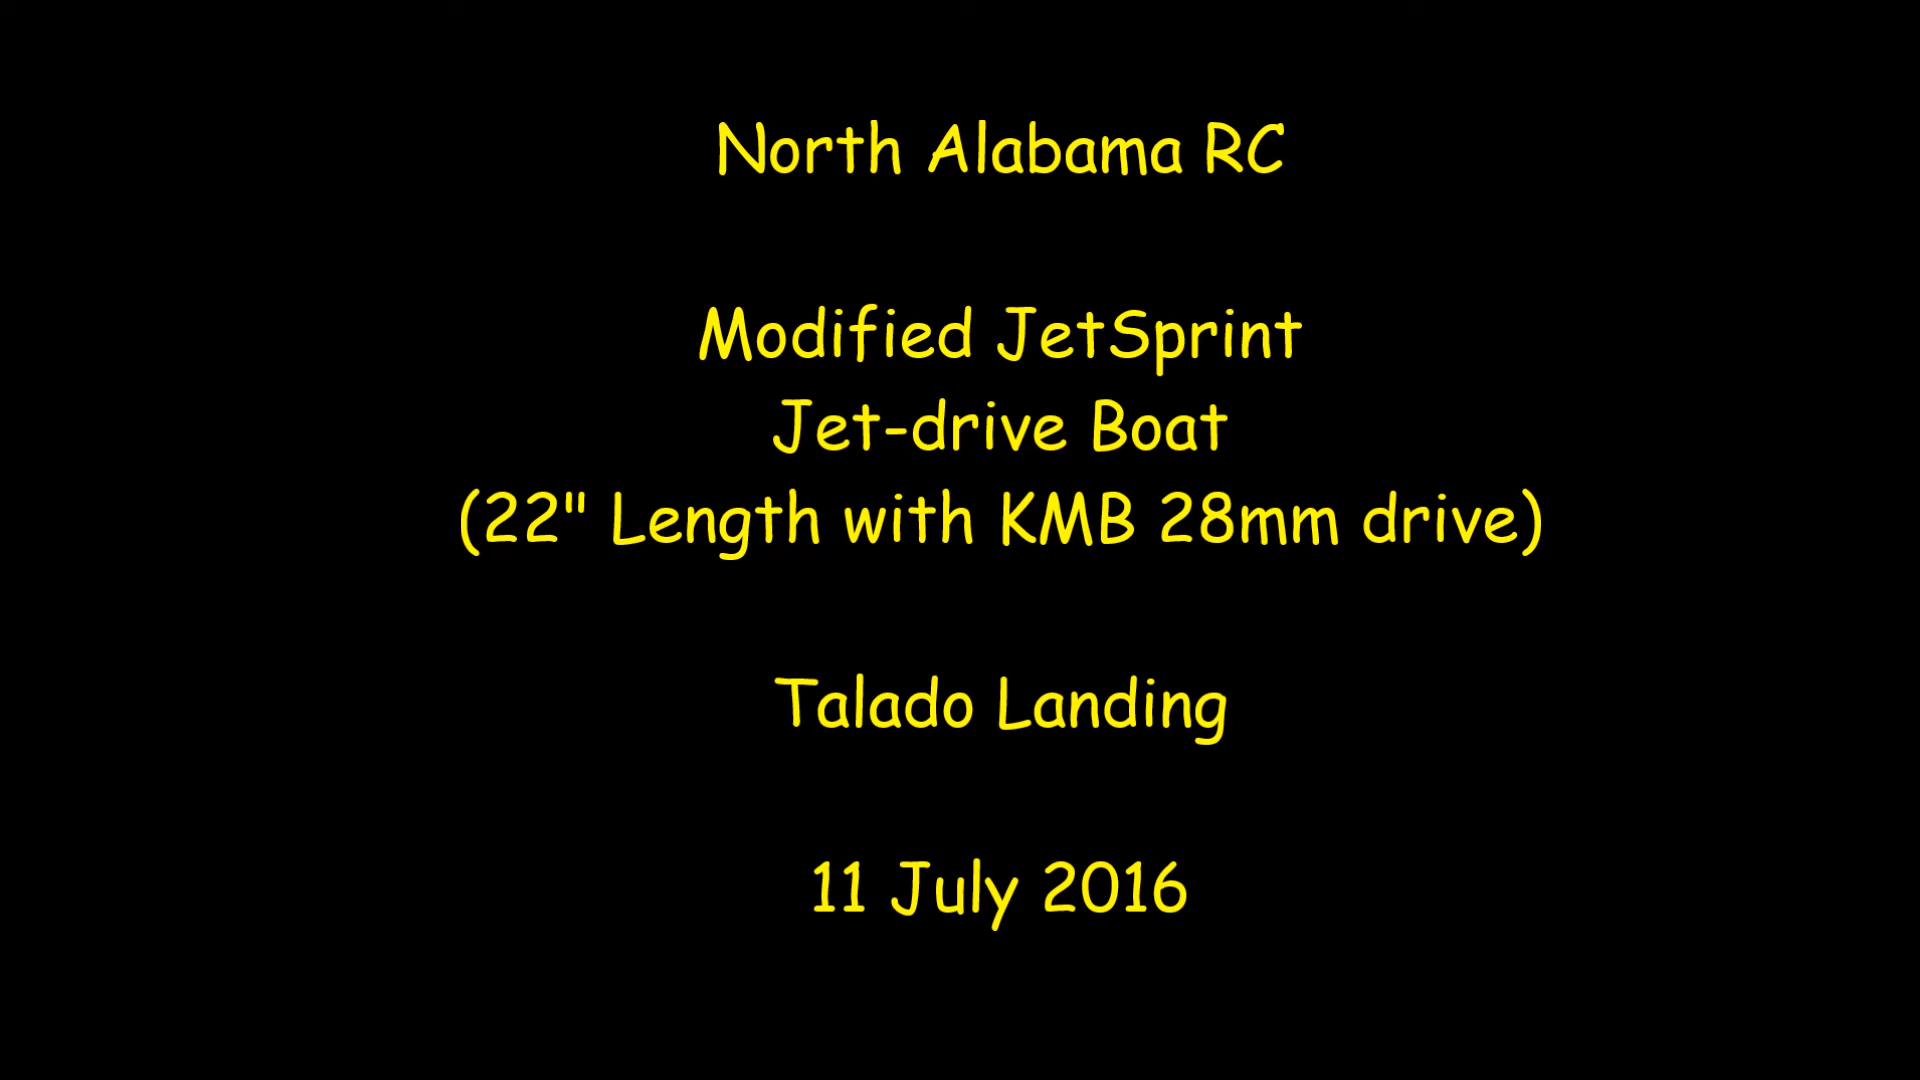 North Alabama RC
Modified JetSprint
Jet-drive Boat
(22" Length with KMB 28mm drive)
Talado Landing
11 July 2016